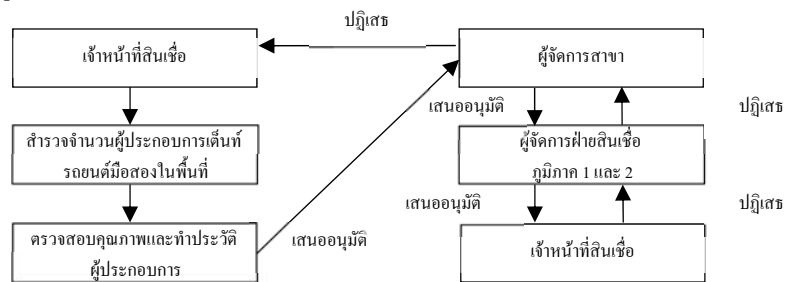 ปฏิเสธ
เจ้าหน้าที่สินเชื่อ
ผู้จัดการสาขา
เสนออนุมัติ
ปฏิเสธ
สำรวจจำนวนผู้ประกอบการเต็นท์
รถยนต์มือสองในพื้นที่
ผู้จัดการฝ่ายสินเชื่อ
ภูมิภาค 1 และ 2
เสนออนุมัติ
ปฏิเสธ
ตรวจสอบคุณภาพและทำประวัติ
ผู้ประกอบการ
เสนออนุมัติ
เจ้าหน้าที่สินเชื่อ